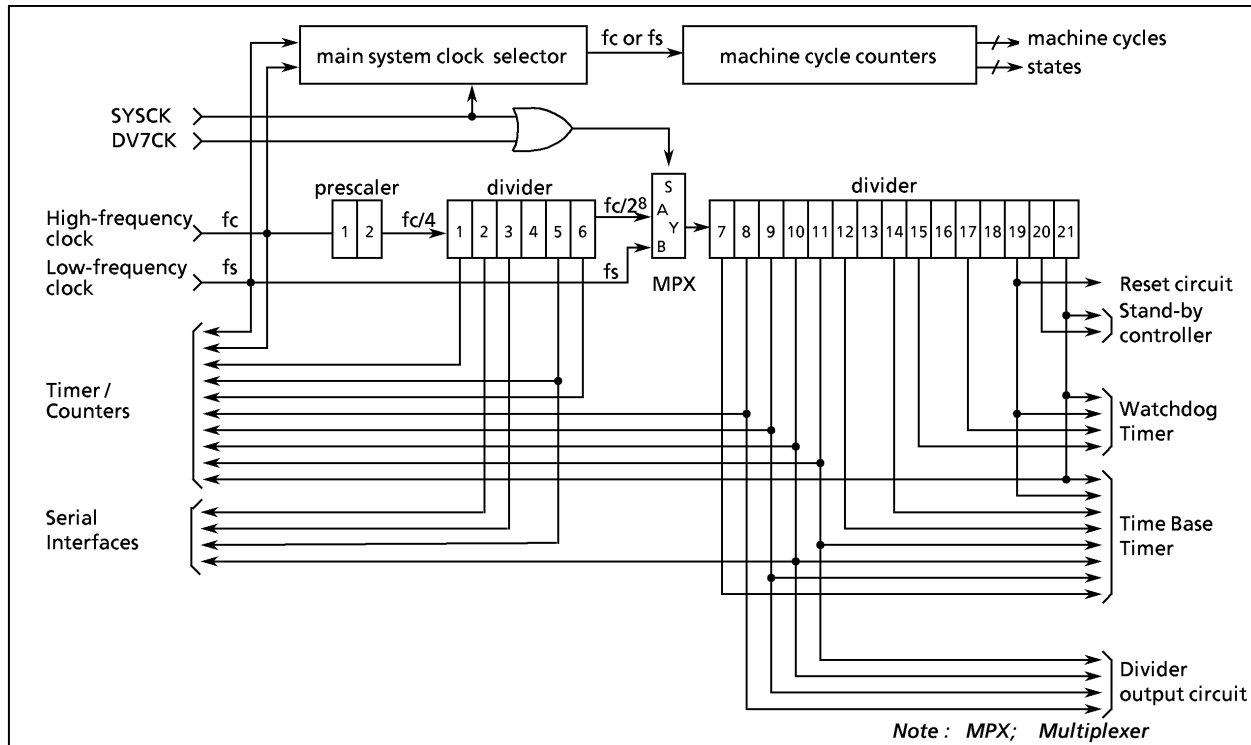 main system clock selector
fc or fs
machine cycle counters
machine cycles
states
SYSCK
DV7CK
prescaler
divider
divider
High-frequency
clock
fc
1 2
fc/4
1 2 3 4 5 6
fc/2⁸
S
A
Y
B
MPX
7 8 9 10 11 12 13 14 15 16 17 18 19 20 21
Low-frequency
clock
fs
fs
Reset circuit
Stand-by
controller
Timer /
Counters
Watchdog
Timer
Serial
Interfaces
Time Base
Timer
Divider
output circuit
Note : MPX; Multiplexer